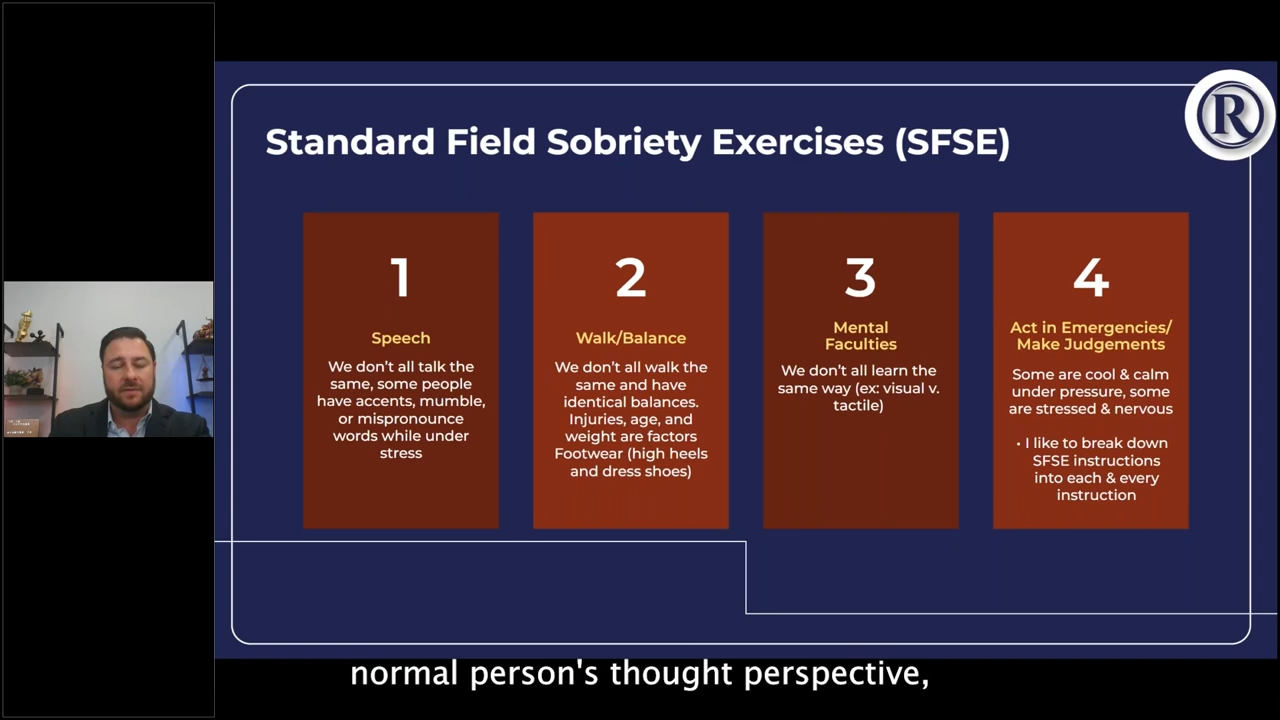 Standard Field Sobriety Exercises (SFSE)
R
1
Speech
We don't all talk the
same, some people
have accents, mumble,
or mispronounce
words while under
stress
2
Walk/Balance
We don't all walk the
same and have
identical balances.
Injuries, age, and
weight are factors
Footwear (high heels
and dress shoes)
3
Mental
Faculties
We don't all learn the
same way (ex: visual v.
tactile)
4
Act in Emergencies/
Make Judgements
Some are cool & calm
under pressure, some
are stressed & nervous
• I like to break down
SFSE instructions
into each & every
instruction
normal person's thought perspective,